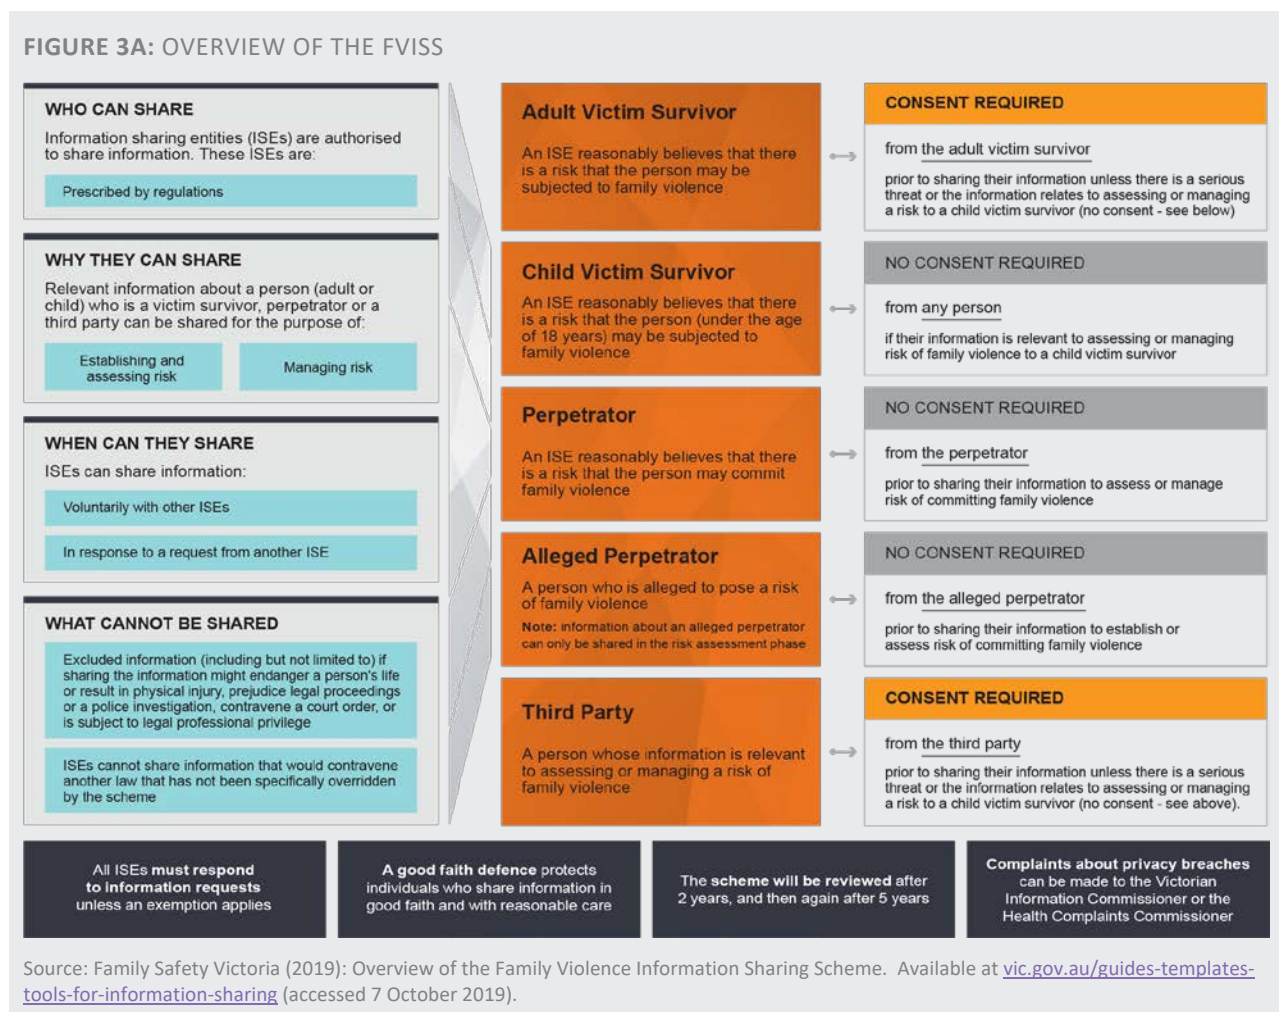 FIGURE 3A: OVERVIEW OF THE FVISS
WHO CAN SHARE
Information sharing entities (ISEs) are authorised
to share information. These ISEs are:
Prescribed by regulations
WHY THEY CAN SHARE
Relevant information about a person (adult or
child) who is a victim survivor, perpetrator or a
third party can be shared for the purpose of:
Establishing and
assessing risk
Managing risk
WHEN CAN THEY SHARE
ISEs can share information:
Voluntarily with other ISEs
In response to a request from another ISE
WHAT CANNOT BE SHARED
Excluded information (including but not limited to) if
sharing the information might endanger a person's life
or result in physical injury, prejudice legal proceedings
or a police investigation, contravene a court order, or
is subject to legal professional privilege
ISEs cannot share information that would contravene
another law that has not been specifically overridden
by the scheme
Adult Victim Survivor
An ISE reasonably believes that there
is a risk that the person may be
subjected to family violence
Child Victim Survivor
An ISE reasonably believes that there
is a risk that the person (under the age
of 18 years) may be subjected to
family violence
Perpetrator
An ISE reasonably believes that there
is a risk that the person may commit
family violence
Alleged Perpetrator
A person who is alleged to pose a risk
of family violence
Note: information about an alleged perpetrator
can only be shared in the risk assessment phase
Third Party
A person whose information is relevant
to assessing or managing a risk of
family violence
CONSENT REQUIRED
from the adult victim survivor
prior to sharing their information unless there is a serious
threat or the information relates to assessing or managing
a risk to a child victim survivor (no consent - see below)
NO CONSENT REQUIRED
from any person
if their information is relevant to assessing or managing
risk of family violence to a child victim survivor
NO CONSENT REQUIRED
from the perpetrator
prior to sharing their information to assess or manage
risk of committing family violence
NO CONSENT REQUIRED
from the alleged perpetrator
prior to sharing their information to establish or
assess risk of committing family violence
CONSENT REQUIRED
from the third party
prior to sharing their information unless there is a serious
threat or the information relates to assessing or managing
a risk to a child victim survivor (no consent - see above).
All ISEs must respond
to information requests
unless an exemption applies
A good faith defence protects
individuals who share information in
good faith and with reasonable care
The scheme will be reviewed after
2 years, and then again after 5 years
Complaints about privacy breaches
can be made to the Victorian
Information Commissioner or the
Health Complaints Commissioner
Source: Family Safety Victoria (2019): Overview of the Family Violence Information Sharing Scheme. Available at vic.gov.au/guides-templates-
tools-for-information-sharing (accessed 7 October 2019).